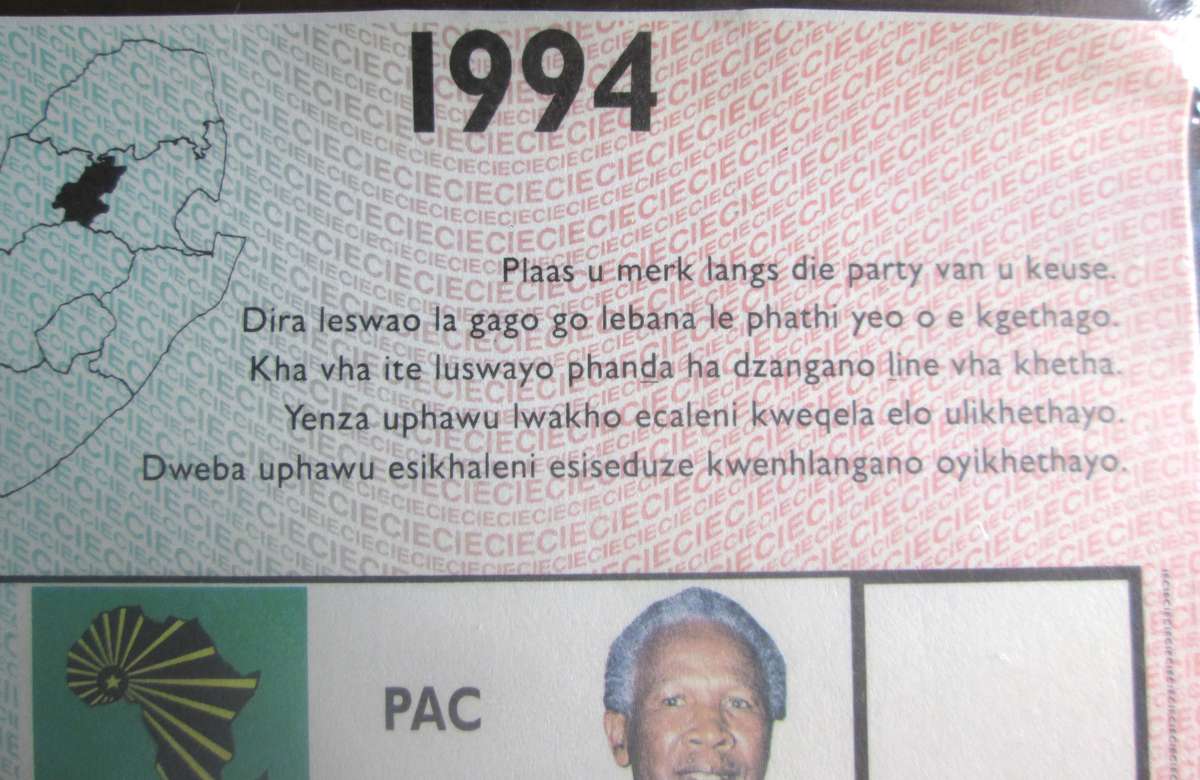 1994
Plaas u merk langs die party van u keuse.
Dira leswao la gago go lebana le phathi yeo o e kgethago.
Kha vha ite luswayo phanḓa ha dzangano ḽine vha khetha.
Yenza uphawu lwakho ecaleni kweqela elo ulikhethayo.
Dweba uphawu esikhaleni esiseduze kwenhlangano oyikhethayo.
PAC